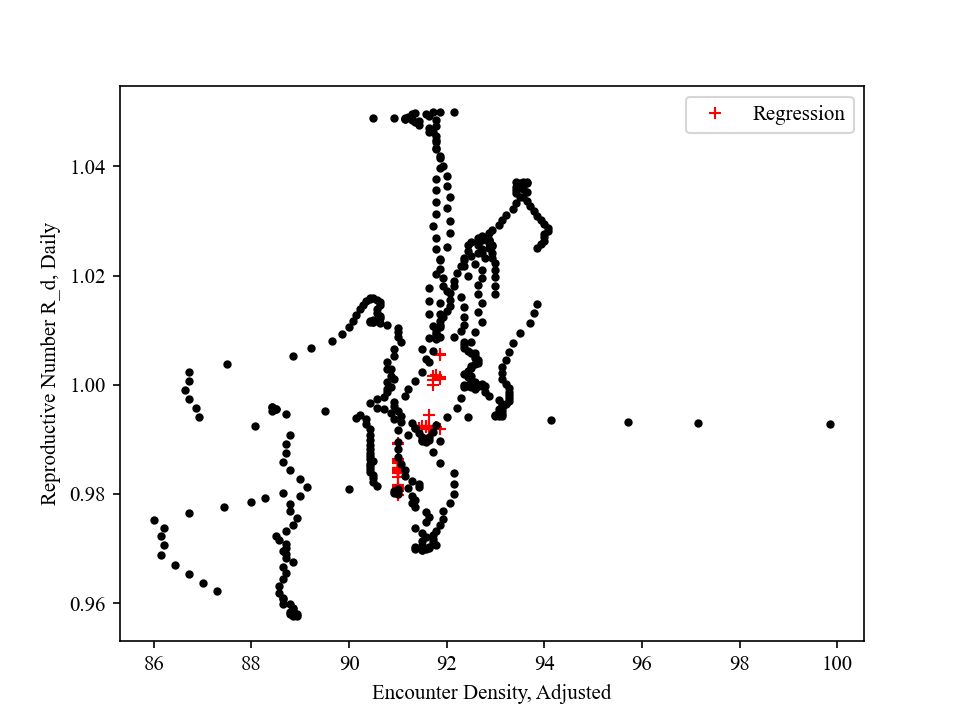 Regression
1.04
1.02
1.00
0.98
0.96
Reproductive Number R_d, Daily
86 88 90 92 94 96 98 100
Encounter Density, Adjusted